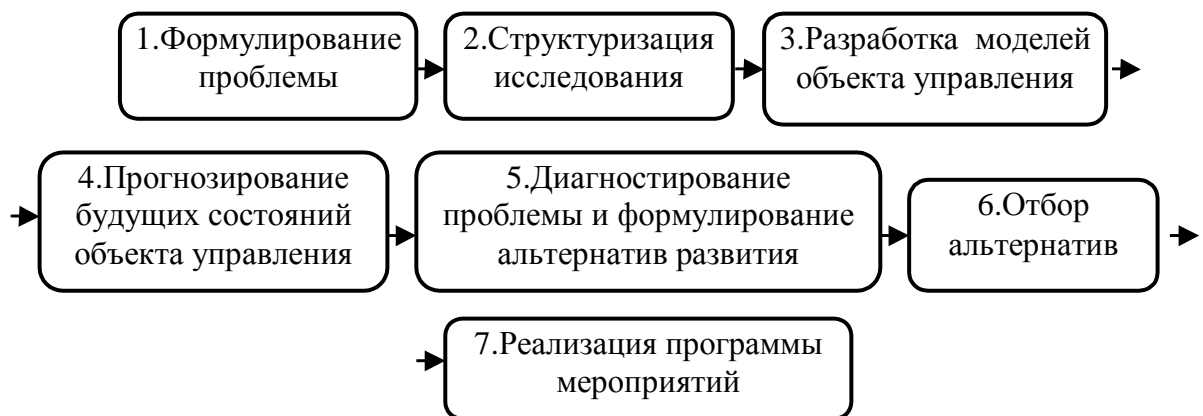 1.Формулирование
проблемы
2.Структуризация
исследования
3.Разработка моделей
объекта управления
4.Прогнозирование
будущих состояний
объекта управления
5.Диагностирование
проблемы и формулирование
альтернатив развития
6.Отбор
альтернатив
7.Реализация программы
мероприятий